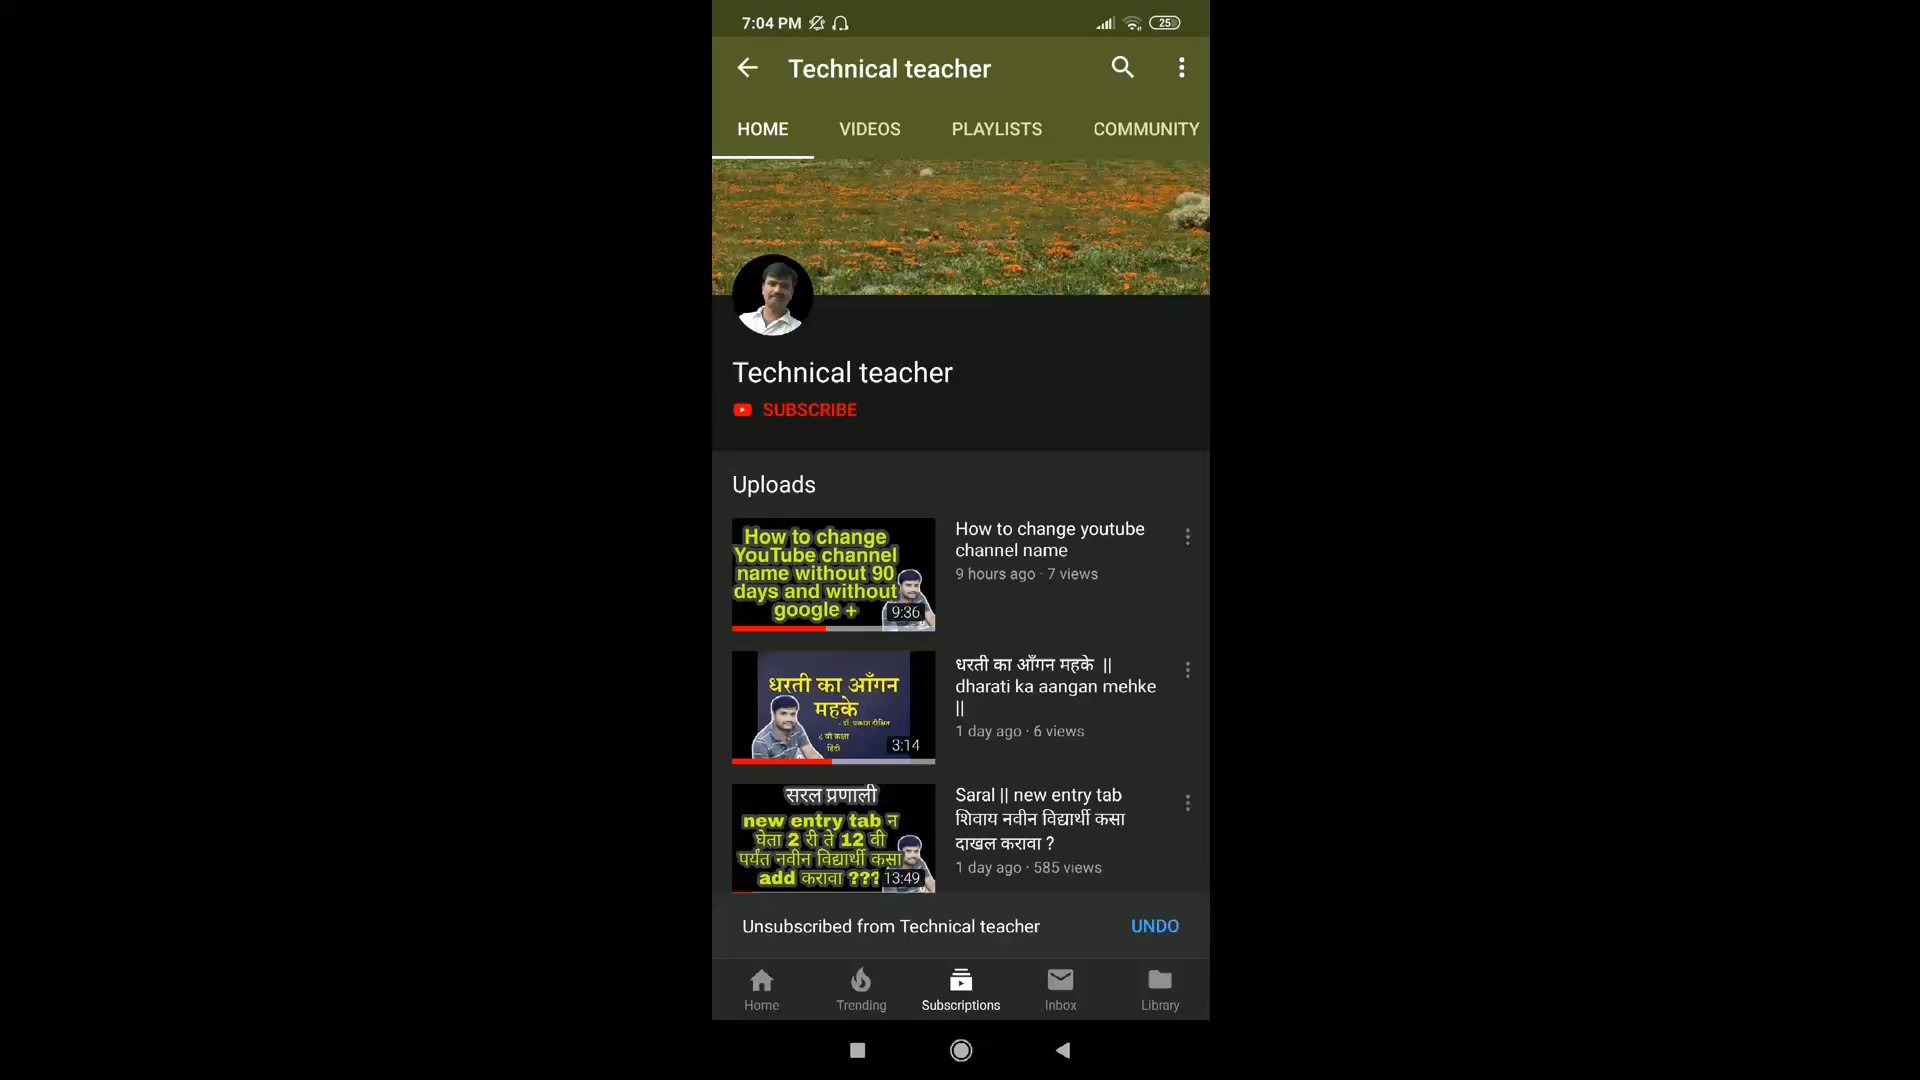 7:04 PM
25
Technical teacher
HOME VIDEOS PLAYLISTS COMMUNITY
Technical teacher
SUBSCRIBE
Uploads
How to change
YouTube channel
name without 90
days and without
google +
9:36
How to change youtube
channel name
9 hours ago · 7 views
धरती का आँगन
महके
- डॉ. प्रकाश दीक्षित
८ वी कक्षा
हिंदी
3:14
धरती का आँगन महके ||
dharati ka aangan mehke
||
1 day ago · 6 views
सरल प्रणाली
new entry tab न
घेता 2 री ते 12 वी
पर्यंत नवीन विद्यार्थी कसा
add करावा ???
13:49
Saral || new entry tab
शिवाय नवीन विद्यार्थी कसा
दाखल करावा ?
1 day ago · 585 views
Unsubscribed from Technical teacher UNDO
Home Trending Subscriptions Inbox Library